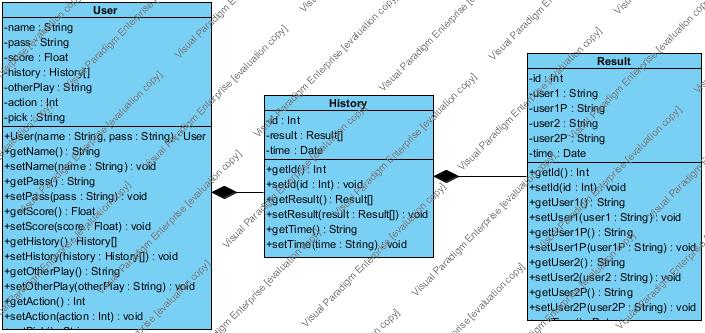 User
-name : String
-pass : String
-score : Float
-history : History[]
-otherPlay : String
-action : Int
-pick : String
+User(name : String, pass : String) : User
+getName() : String
+setName(name : String) : void
+getPass() : String
+setPass(pass : String) : void
+getScore() : Float
+setScore(score : Float) : void
+getHistory() : History[]
+setHistory(history : History[]) : void
+getOtherPlay() : String
+setOtherPlay(otherPlay : String) : void
+getAction() : Int
+setAction(action : Int) : void
History
-id : Int
-result : Result[]
-time : Date
+getId() : Int
+setId(id : Int) : void
+getResult() : Result[]
+setResult(result : Result[]) : void
+getTime() : String
+setTime(time : String) : void
Result
-id : Int
-user1 : String
-user1P : String
-user2 : String
-user2P : String
-time : Date
+getId() : Int
+setId(id : Int) : void
+getUser1() : String
+setUser1(user1 : String) : void
+getUser1P() : String
+setUser1P(user1P : String) : void
+getUser2() : String
+setUser2(user2 : String) : void
+getUser2P() : String
+setUser2P(user2P : String) : void
Visual Paradigm Enterprise [evaluation copy]